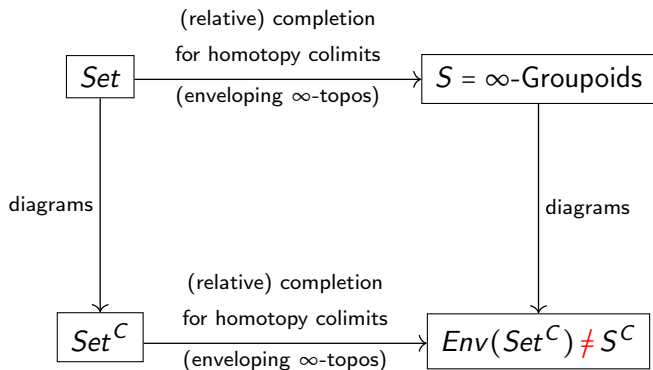 (relative) completion
for homotopy colimits
Set
S = ∞-Groupoids
(enveloping ∞-topos)
diagrams
diagrams
(relative) completion
for homotopy colimits
Set^C
Env(Set^C) ≠ S^C
(enveloping ∞-topos)